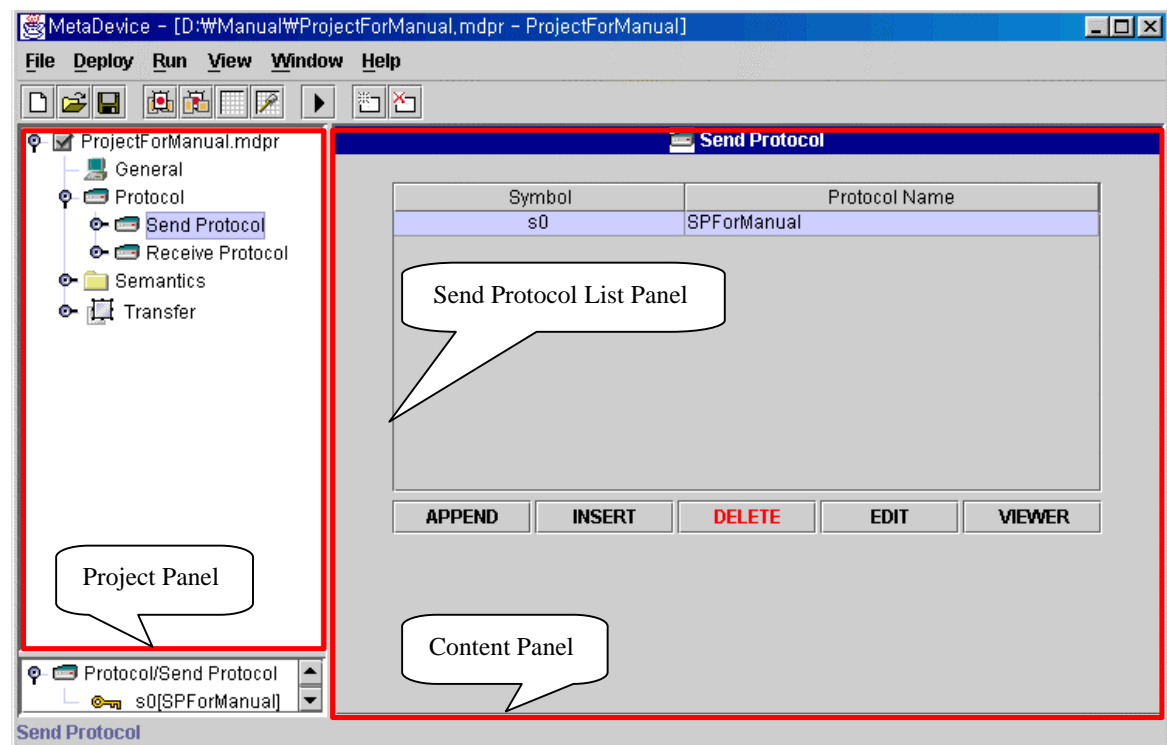 MetaDevice - [D:₩Manual₩ProjectForManual.mdpr - ProjectForManual]
File Deploy Run View Window Help
ProjectForManual.mdpr
General
Protocol
Send Protocol
Receive Protocol
Semantics
Transfer
Project Panel
Protocol/Send Protocol
s0[SPForManual]
Send Protocol
Send Protocol
Symbol Protocol Name
s0 SPForManual
Send Protocol List Panel
APPEND INSERT DELETE EDIT VIEWER
Content Panel